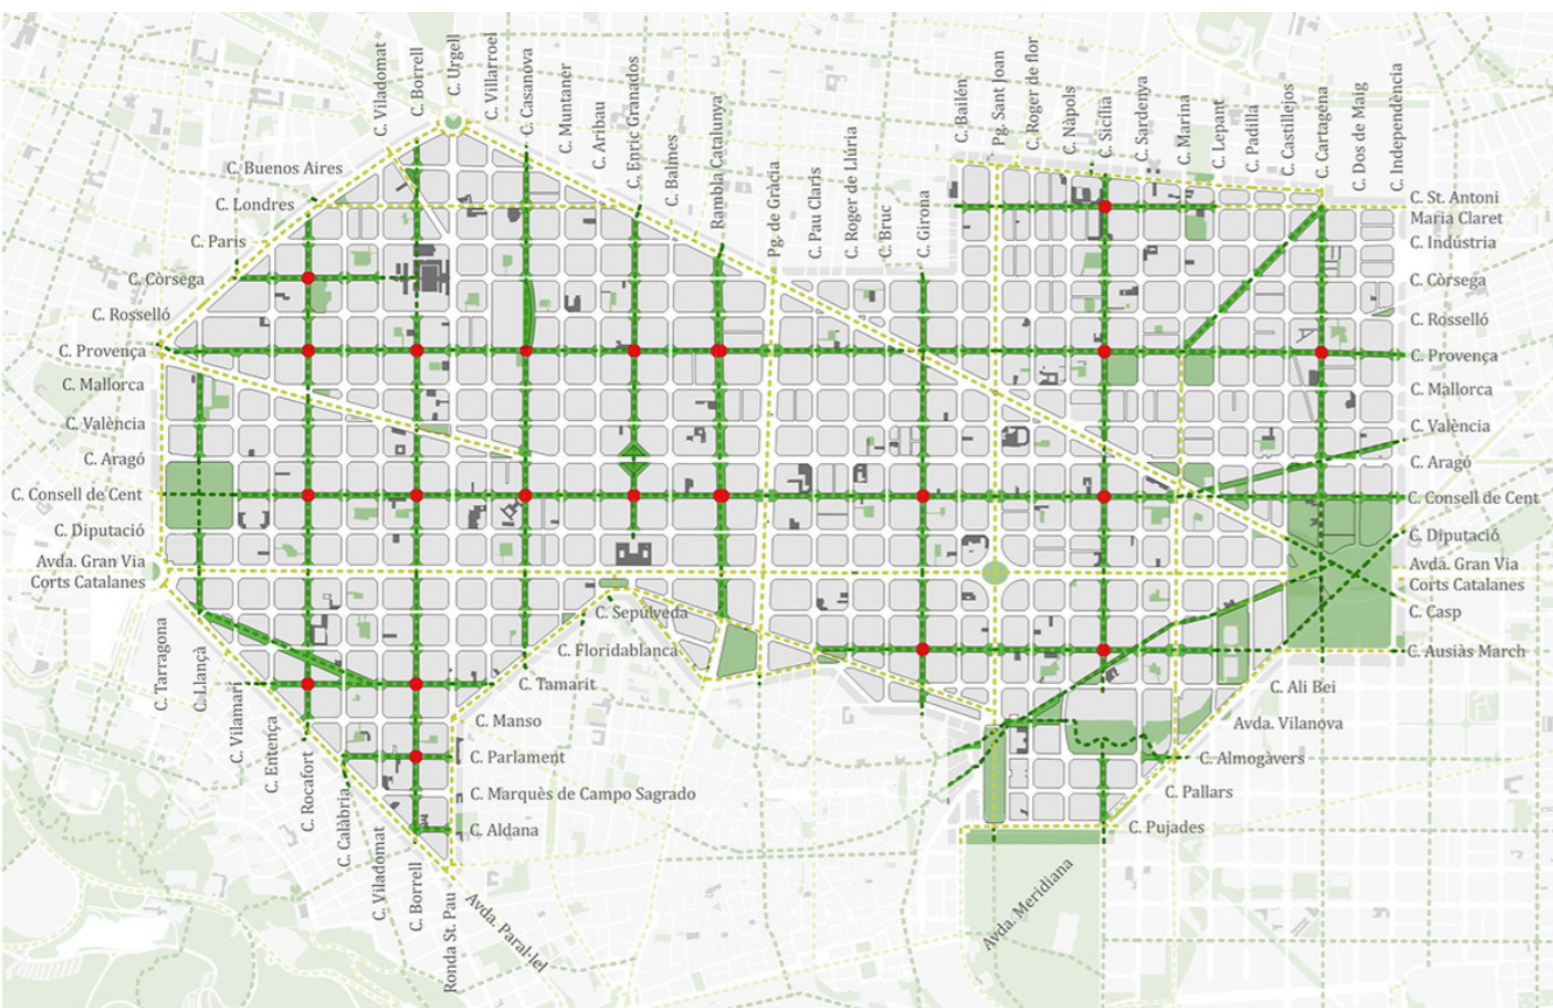 C. Viladomat
C. Borrell
C. Urgell
C. Villarroel
C. Casanova
C. Muntaner
C. Aribau
C. Enric Granados
C. Balmes
Rambla Catalunya
Pg. de Gràcia
C. Pau Claris
C. Roger de Llúria
C. Bruc
C. Girona
C. Bailén
Pg. Sant Joan
C. Roger de flor
C. Nàpols
C. Sicília
C. Sardenya
C. Marina
C. Lepant
C. Padilla
C. Castillejos
C. Cartagena
C. Dos de Maig
C. Independència
C. Buenos Aires
C. Londres
C. Paris
C. Còrsega
C. Rosselló
C. Provença
C. Mallorca
C. València
C. Aragó
C. Consell de Cent
C. Diputació
Avda. Gran Via
Corts Catalanes
C. St. Antoni
Maria Claret
C. Indústria
C. Còrsega
C. Rosselló
C. Provença
C. Mallorca
C. València
C. Aragó
C. Consell de Cent
C. Diputació
Avda. Gran Via
Corts Catalanes
C. Casp
C. Ausiàs March
C. Ali Bei
Avda. Vilanova
C. Almogàvers
C. Pallars
C. Pujades
C. Sepúlveda
C. Floridablanca
C. Tamarit
C. Manso
C. Parlament
C. Marquès de Campo Sagrado
C. Aldana
C. Tarragona
C. Llançà
C. Vilamarí
C. Entença
C. Rocafort
C. Calàbria
C. Viladomat
C. Borrell
Ronda St. Pau
Avda. Paral·lel
Avda. Meridiana